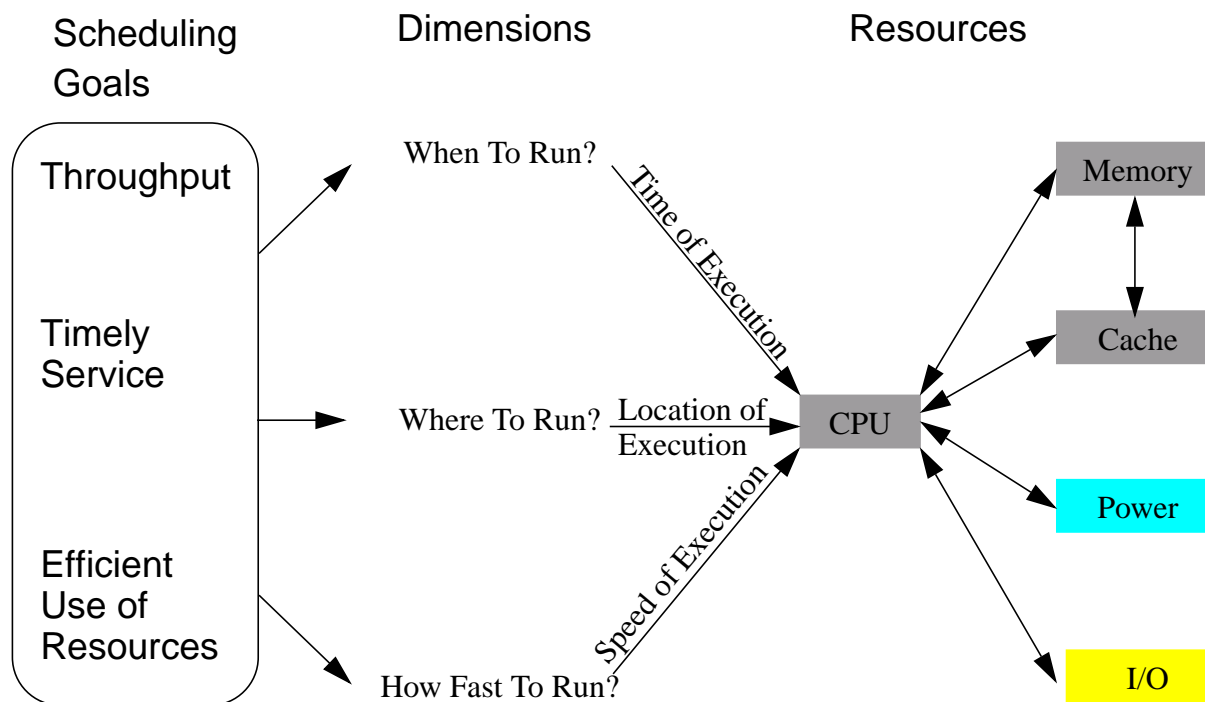 Scheduling
Goals
Dimensions
Resources
Throughput
Timely
Service
Efficient
Use of
Resources
When To Run?
Where To Run?
How Fast To Run?
Time of Execution
Location of
Execution
Speed of Execution
CPU
Memory
Cache
Power
I/O